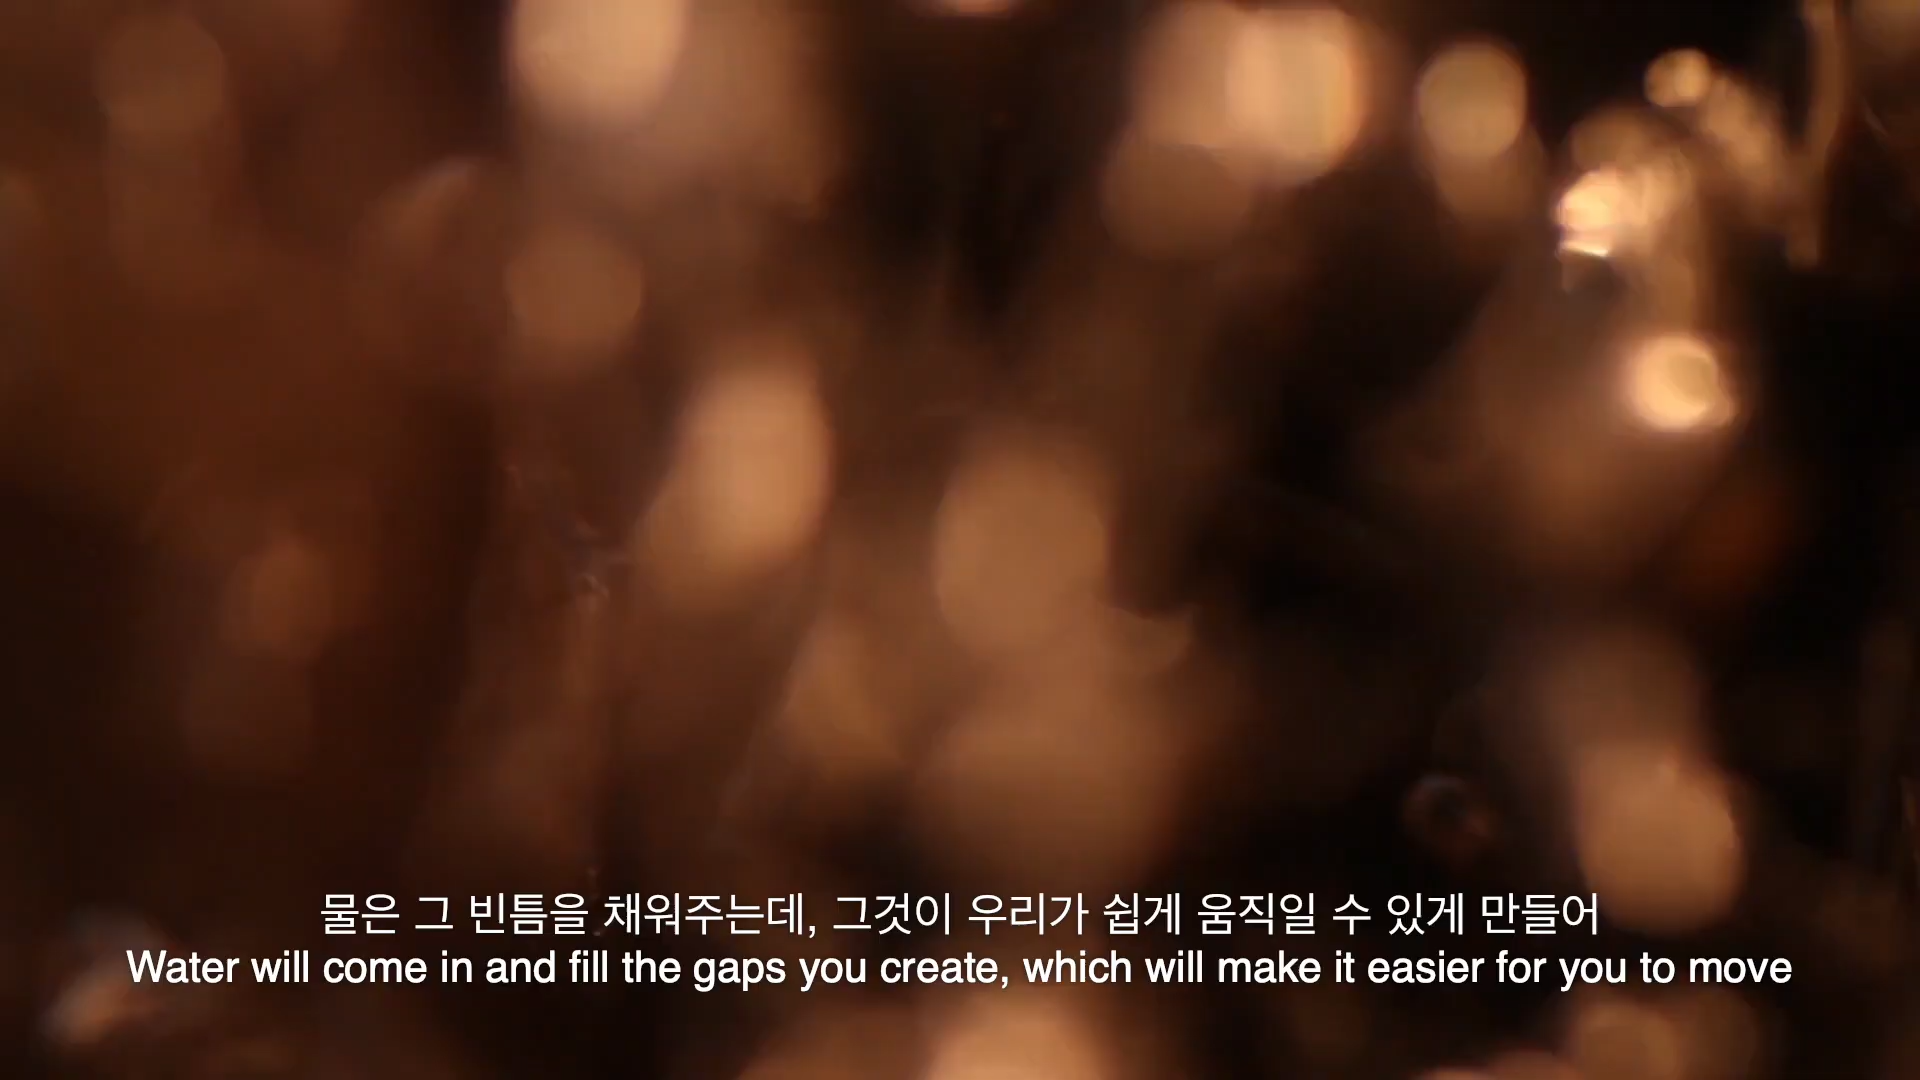 물은 그 빈틈을 채워주는데, 그것이 우리가 쉽게 움직일 수 있게 만들어
Water will come in and fill the gaps you create, which will make it easier for you to move